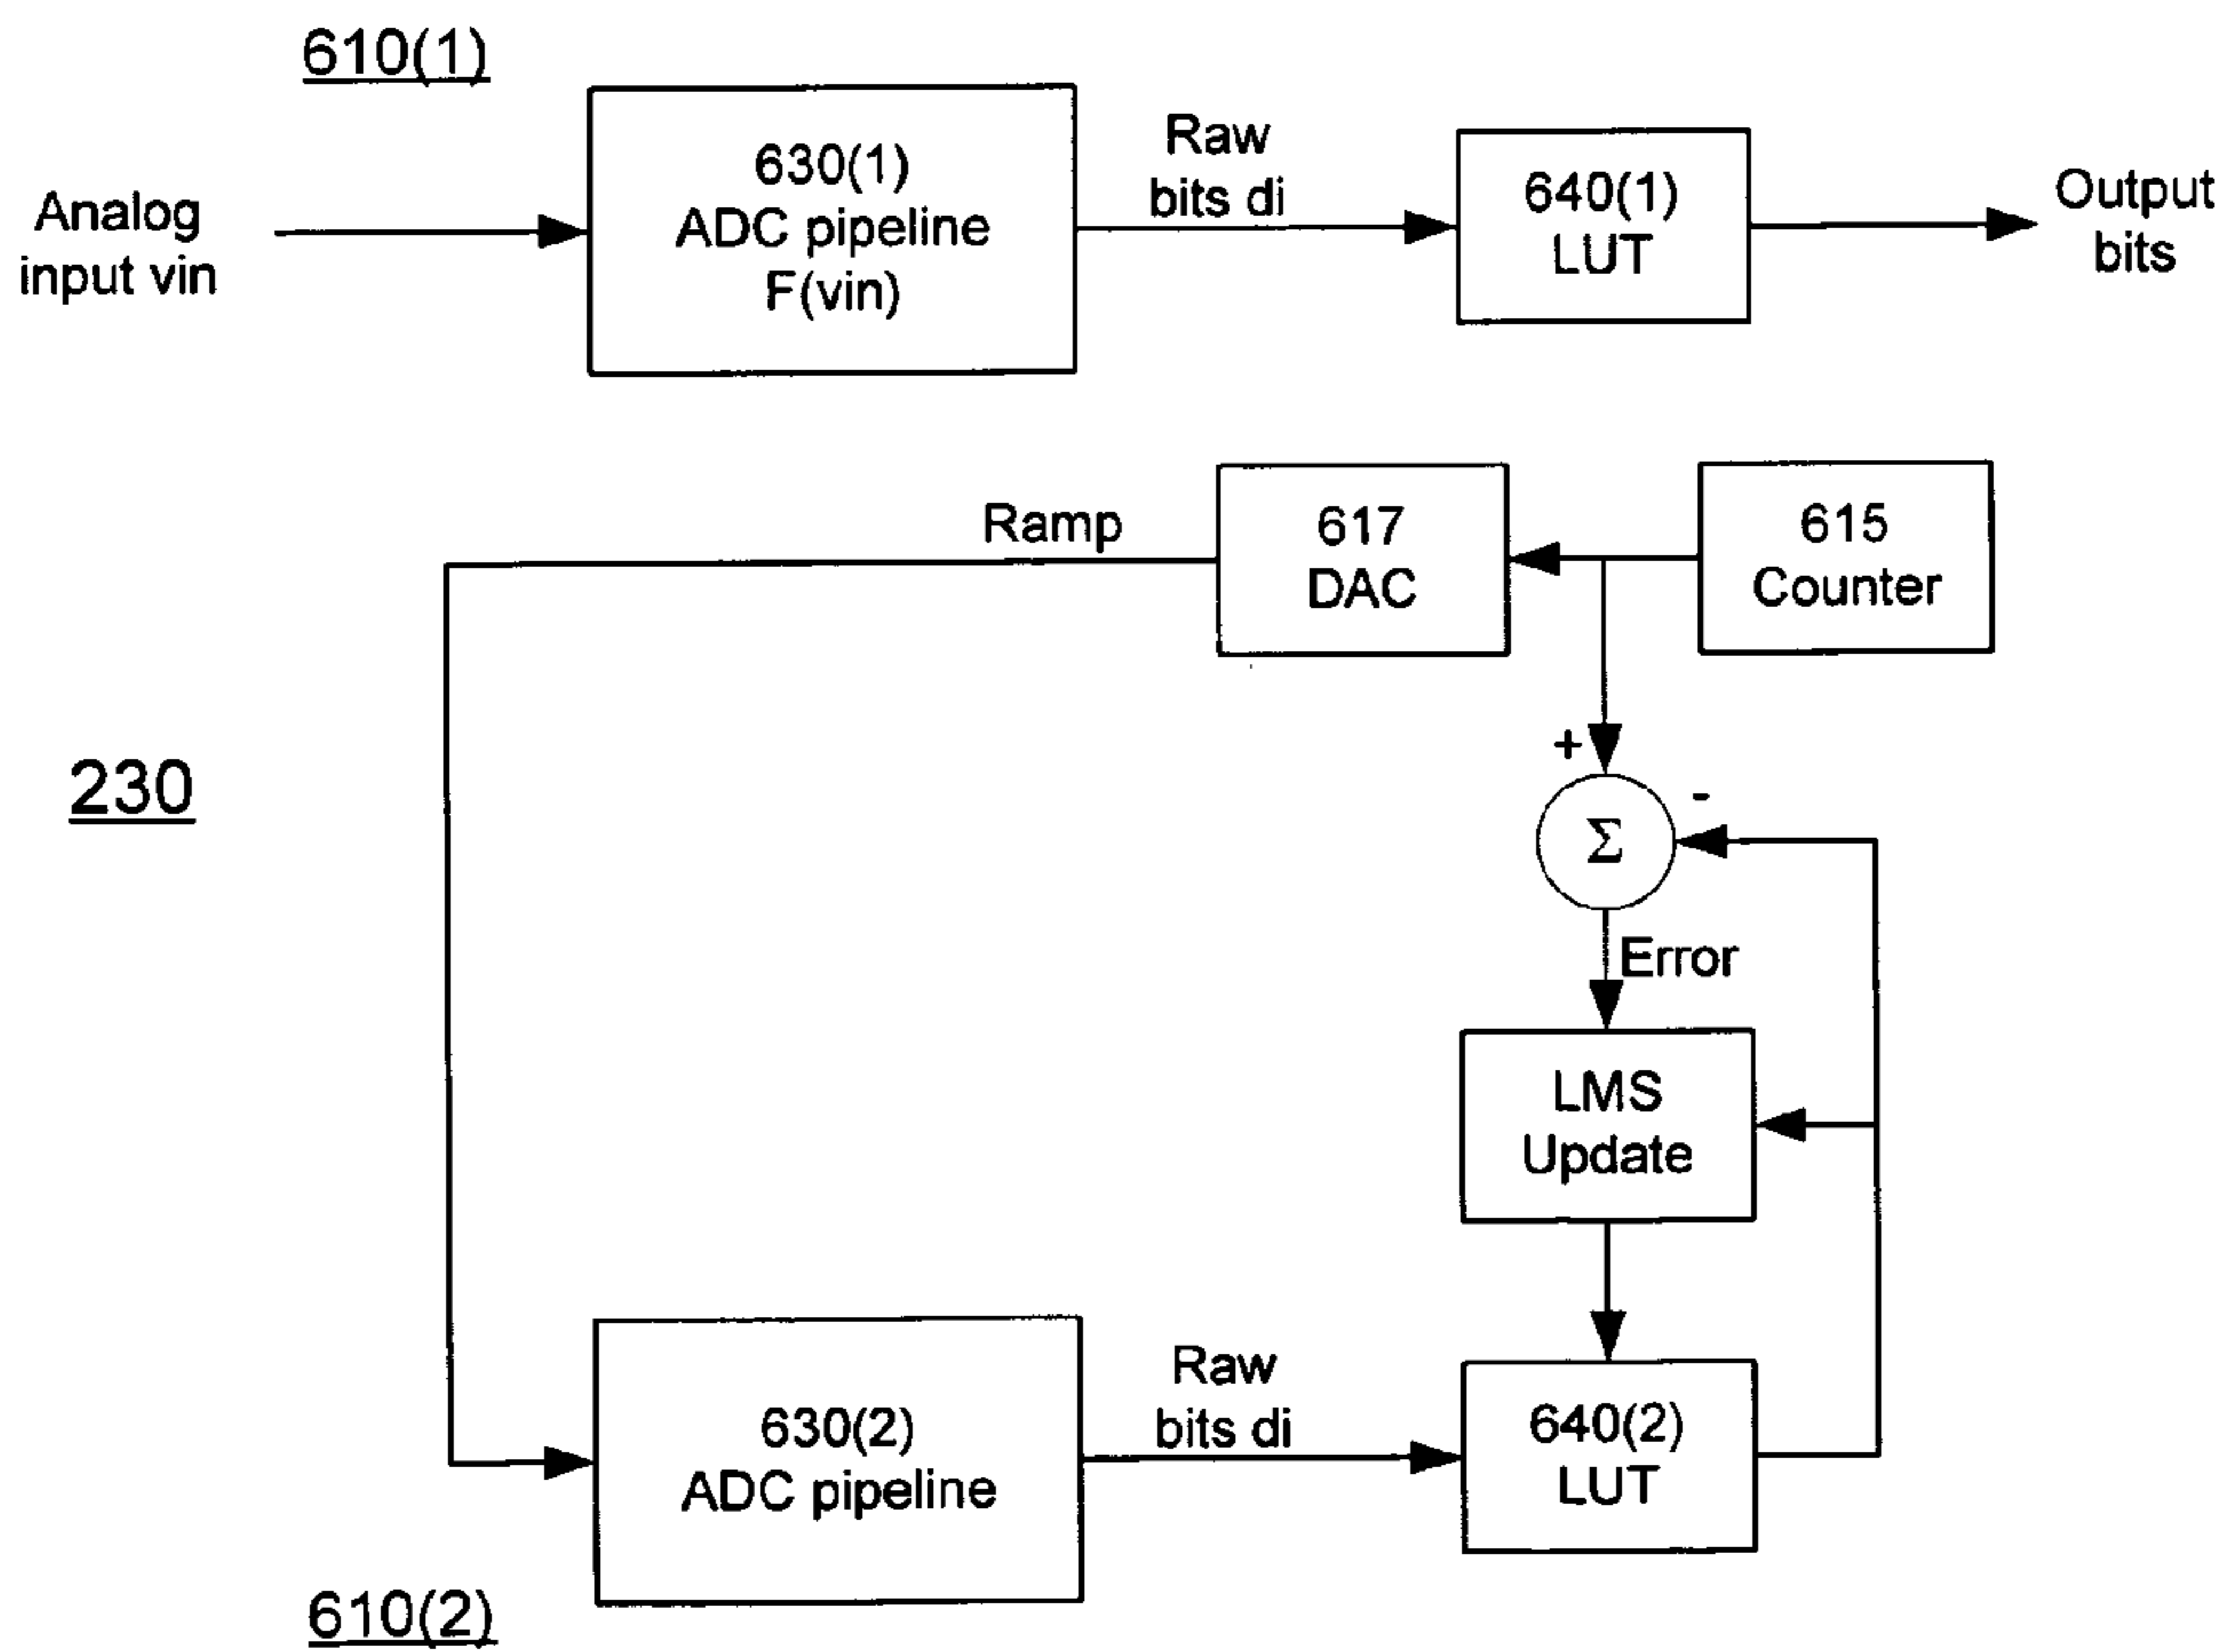 610(1)
Analog
input vin
630(1)
ADC pipeline
F(vin)
Raw
bits di
640(1)
LUT
Output
bits
Ramp
617
DAC
615
Counter
+
-
Σ
230
Error
LMS
Update
630(2)
ADC pipeline
Raw
bits di
640(2)
LUT
610(2)